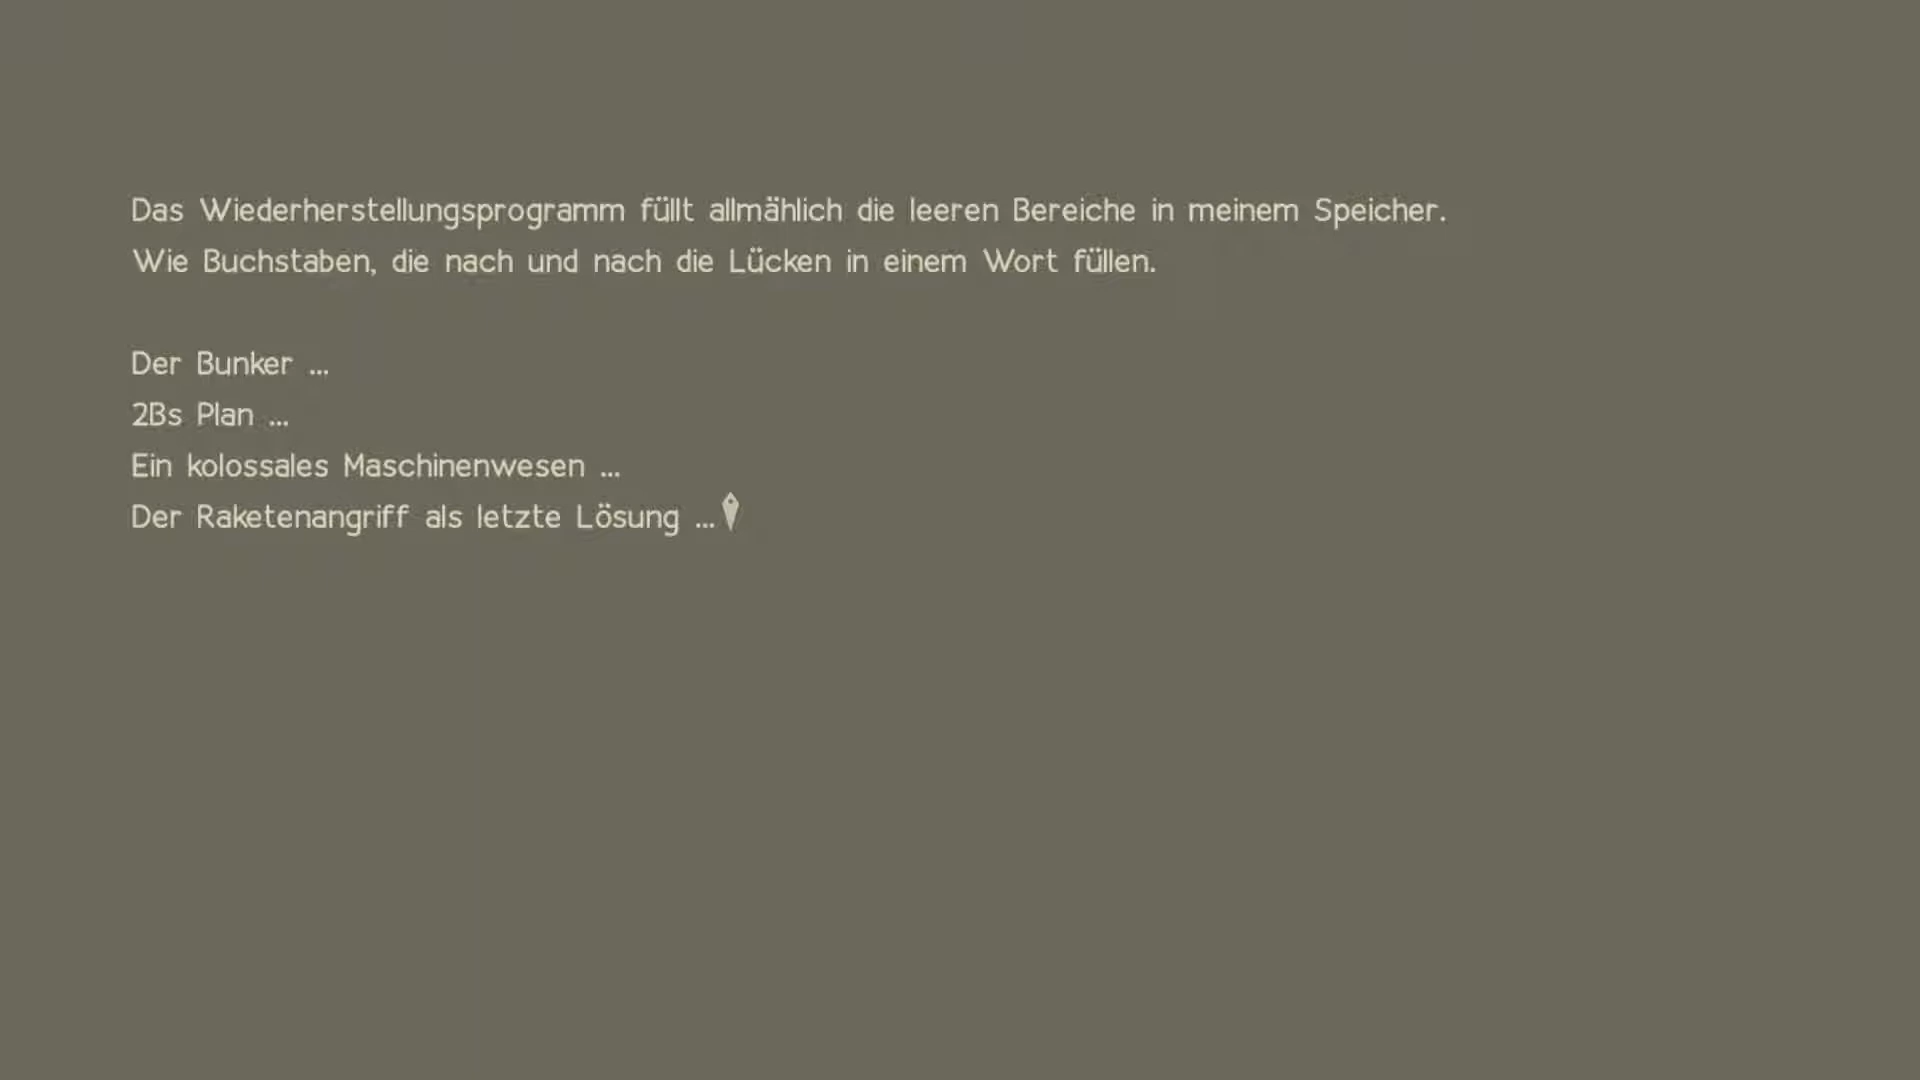 Das Wiederherstellungsprogramm füllt allmählich die leeren Bereiche in meinem Speicher.
Wie Buchstaben, die nach und nach die Lücken in einem Wort füllen.
Der Bunker ...
2Bs Plan ...
Ein kolossales Maschinenwesen ...
Der Raketenangriff als letzte Lösung ...